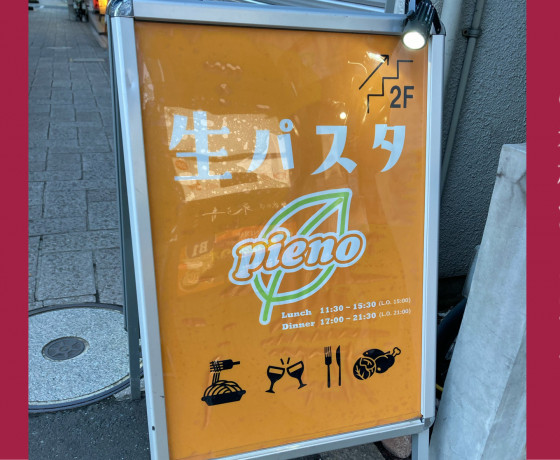 2F
生パスタ
pieno
Lunch 11:30-15:30 (L.O. 15:00)
Dinner 17:00-21:30 (L.O. 21:00)